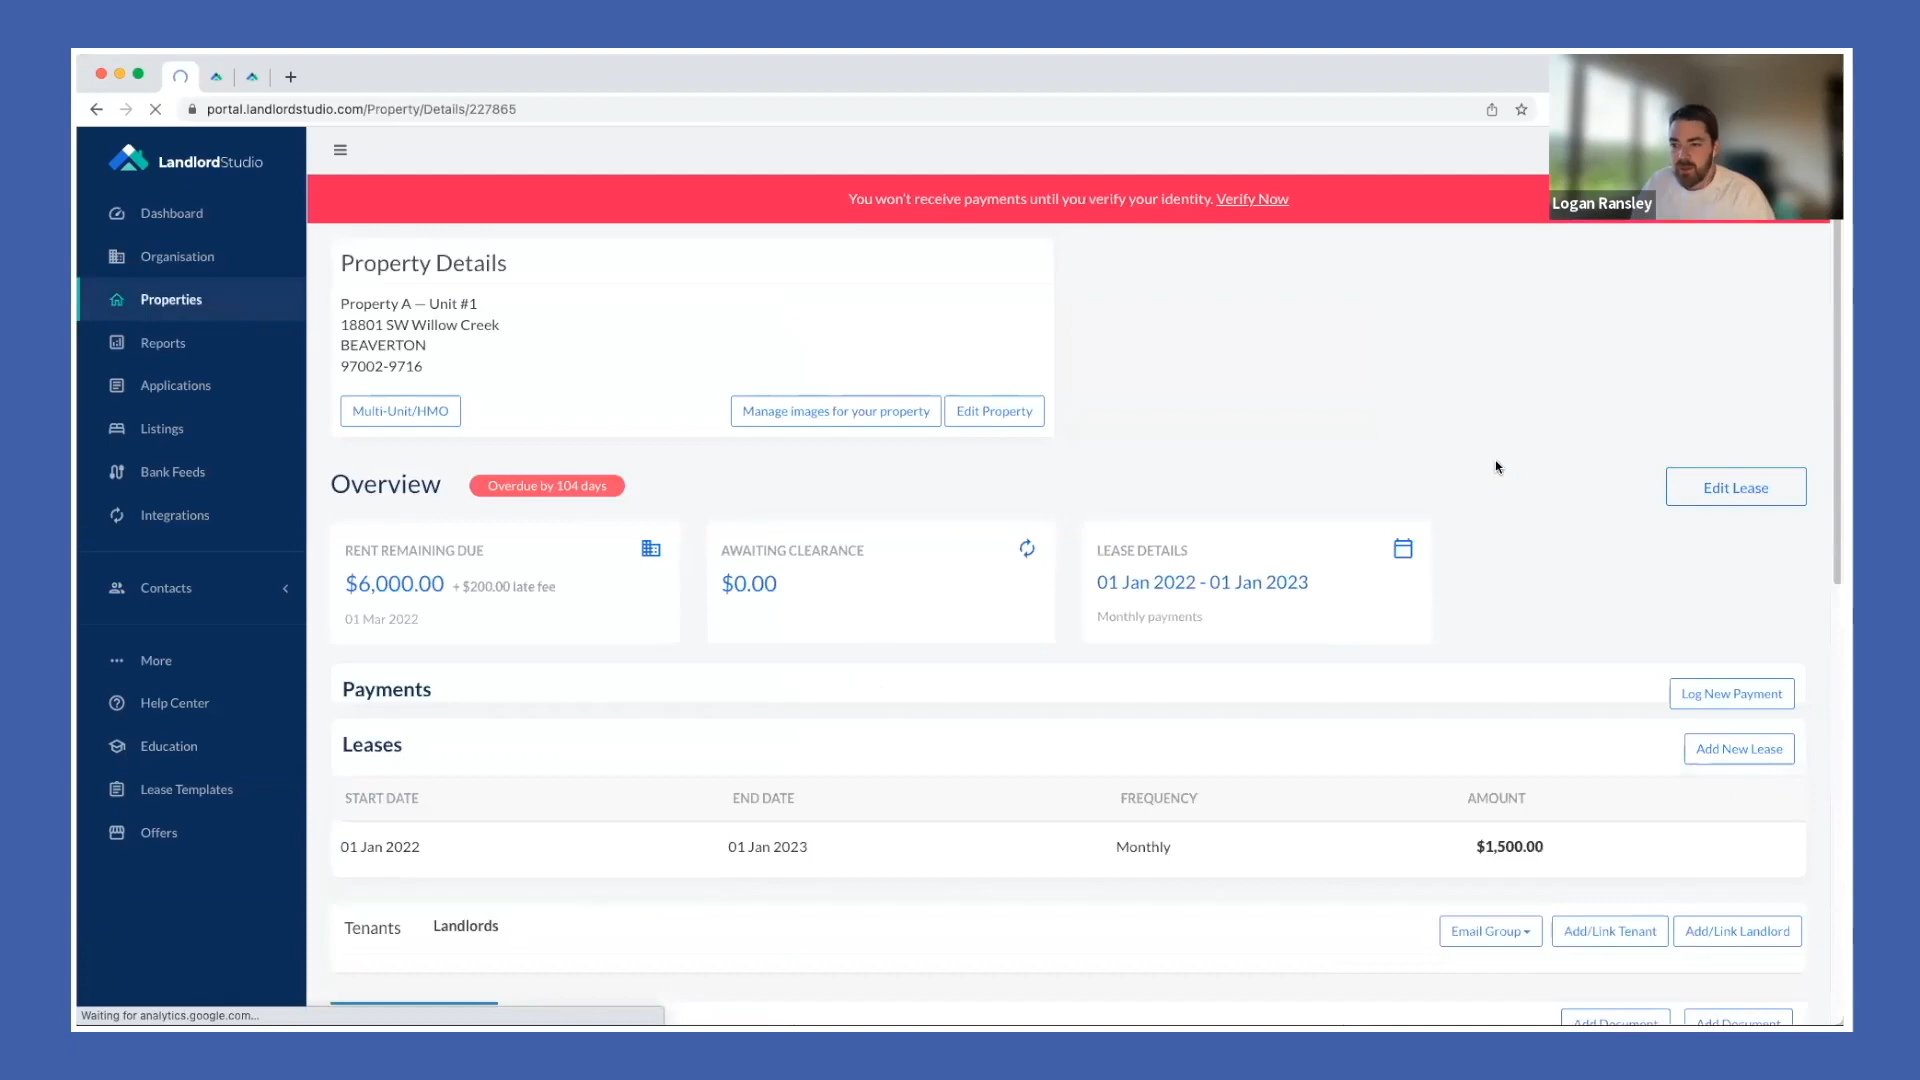 portal.landlordstudio.com/Property/Details/227865
LandlordStudio
Dashboard
Organisation
Properties
Reports
Applications
Listings
Bank Feeds
Integrations
Contacts
More
Help Center
Education
Lease Templates
Offers
You won't receive payments until you verify your identity. Verify Now
Logan Ransley
Property Details
Property A — Unit #1
18801 SW Willow Creek
BEAVERTON
97002-9716
Multi-Unit/HMO
Manage images for your property
Edit Property
Overview
Overdue by 104 days
Edit Lease
RENT REMAINING DUE
$6,000.00 + $200.00 late fee
01 Mar 2022
AWAITING CLEARANCE
$0.00
LEASE DETAILS
01 Jan 2022 - 01 Jan 2023
Monthly payments
Payments
Log New Payment
Leases
Add New Lease
START DATE END DATE FREQUENCY AMOUNT
01 Jan 2022 01 Jan 2023 Monthly $1,500.00
Tenants Landlords
Email Group
Add/Link Tenant
Add/Link Landlord
Add Document
Add Document
Waiting for analytics.google.com...